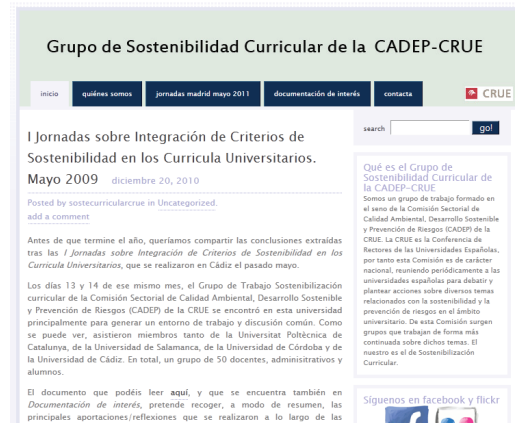 Grupo de Sostenibilidad Curricular de la CADEP-CRUE
inicio
quiénes somos
jornadas madrid mayo 2011
documentación de interés
contacta
CRUE
I Jornadas sobre Integración de Criterios de
Sostenibilidad en los Curricula Universitarios.
Mayo 2009 diciembre 20, 2010
Posted by sostecurricularcrue in Uncategorized.
add a comment
Antes de que termine el año, queríamos compartir las conclusiones extraídas
tras las I Jornadas sobre Integración de Criterios de Sostenibilidad en los
Curricula Universitarios, que se realizaron en Cádiz el pasado mayo.
Los días 13 y 14 de ese mismo mes, el Grupo de Trabajo Sostenibilización
curricular de la Comisión Sectorial de Calidad Ambiental, Desarrollo Sostenible
y Prevención de Riesgos (CADEP) de la CRUE se encontró en esta universidad
principalmente para generar un entorno de trabajo y discusión común. Como
se puede ver, asistieron miembros tanto de la Universitat Poltècnica de
Catalunya, de la Universidad de Salamanca, de la Universidad de Córdoba y de
la Universidad de Cádiz. En total, un grupo de 50 docentes, adminisitrativos y
alumnos.
El documento que podéis leer aquí, y que se encuentra también en
Documentación de interés, pretende recoger, a modo de resumen, las
principales aportaciones/reflexiones que se realizaron a lo largo de las
search
go!
Qué es el Grupo de
Sostenibilidad Curricular de
la CADEP-CRUE
Somos un grupo de trabajo formado en
el seno de la Comisión Sectorial de
Calidad Ambiental, Desarrollo Sostenible
y Prevención de Riesgos (CADEP) de la
CRUE. La CRUE es la Conferencia de
Rectores de las Universidades Españolas,
por tanto esta Comisión es de carácter
nacional, reuniendo periódicamente a las
universidades españolas para debatir y
plantear acciones sobre diversos temas
relacionados con la sostenibilidad y la
prevención de riesgos en el ámbito
universitario. De esta Comisión surgen
grupos que trabajan de forma más
continuada sobre dichos temas. El
nuestro es el de Sostenibilización
Curricular.
Síguenos en facebook y flickr